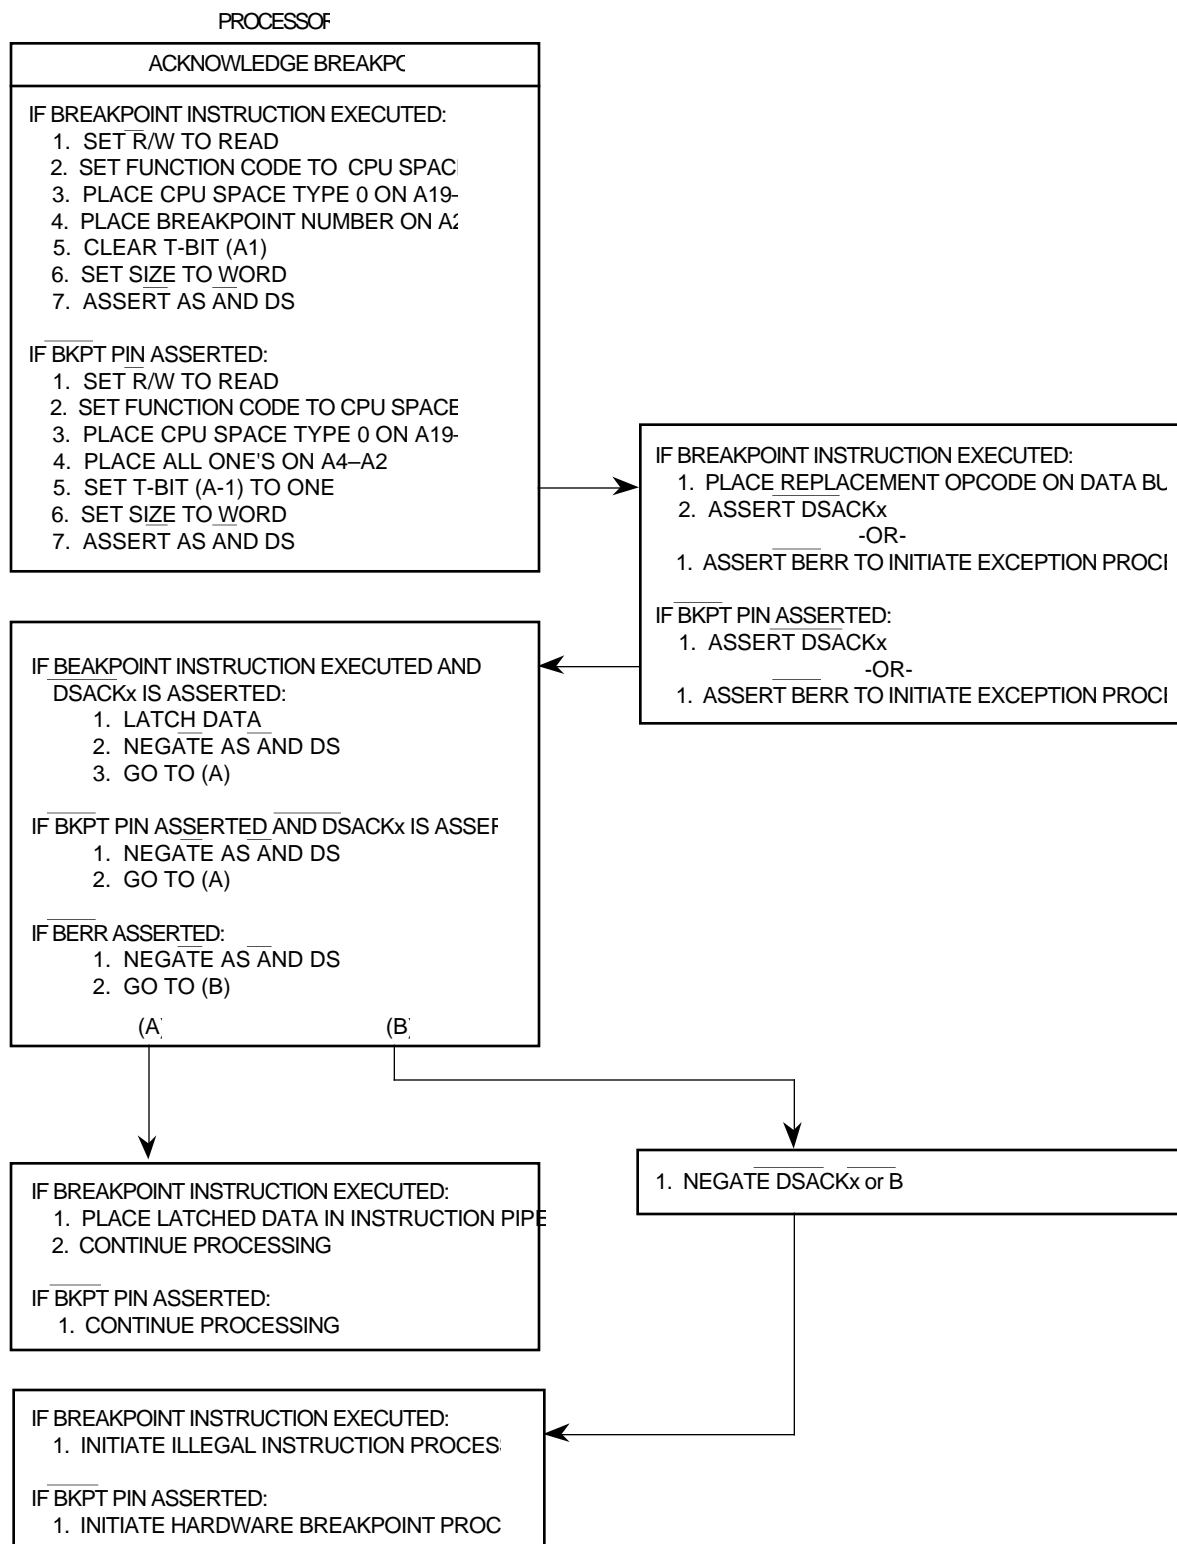 PROCESSOR
ACKNOWLEDGE BREAKPO
IF BREAKPOINT INSTRUCTION EXECUTED:
1. SET R/W TO READ
2. SET FUNCTION CODE TO CPU SPAC
3. PLACE CPU SPACE TYPE 0 ON A19–
4. PLACE BREAKPOINT NUMBER ON A2
5. CLEAR T-BIT (A1)
6. SET SIZE TO WORD
7. ASSERT AS AND DS
IF BKPT PIN ASSERTED:
1. SET R/W TO READ
2. SET FUNCTION CODE TO CPU SPACE
3. PLACE CPU SPACE TYPE 0 ON A19-
4. PLACE ALL ONE'S ON A4–A2
5. SET T-BIT (A-1) TO ONE
6. SET SIZE TO WORD
7. ASSERT AS AND DS
IF BREAKPOINT INSTRUCTION EXECUTED:
1. PLACE REPLACEMENT OPCODE ON DATA BU
2. ASSERT DSACKx
-OR-
1. ASSERT BERR TO INITIATE EXCEPTION PROCE
IF BKPT PIN ASSERTED:
1. ASSERT DSACKx
-OR-
1. ASSERT BERR TO INITIATE EXCEPTION PROCE
IF BEAKPOINT INSTRUCTION EXECUTED AND
DSACKx IS ASSERTED:
1. LATCH DATA
2. NEGATE AS AND DS
3. GO TO (A)
IF BKPT PIN ASSERTED AND DSACKx IS ASSER
1. NEGATE AS AND DS
2. GO TO (A)
IF BERR ASSERTED:
1. NEGATE AS AND DS
2. GO TO (B)
(A) (B)
IF BREAKPOINT INSTRUCTION EXECUTED:
1. PLACE LATCHED DATA IN INSTRUCTION PIPE
2. CONTINUE PROCESSING
IF BKPT PIN ASSERTED:
1. CONTINUE PROCESSING
1. NEGATE DSACKx or B
IF BREAKPOINT INSTRUCTION EXECUTED:
1. INITIATE ILLEGAL INSTRUCTION PROCES
IF BKPT PIN ASSERTED:
1. INITIATE HARDWARE BREAKPOINT PROC